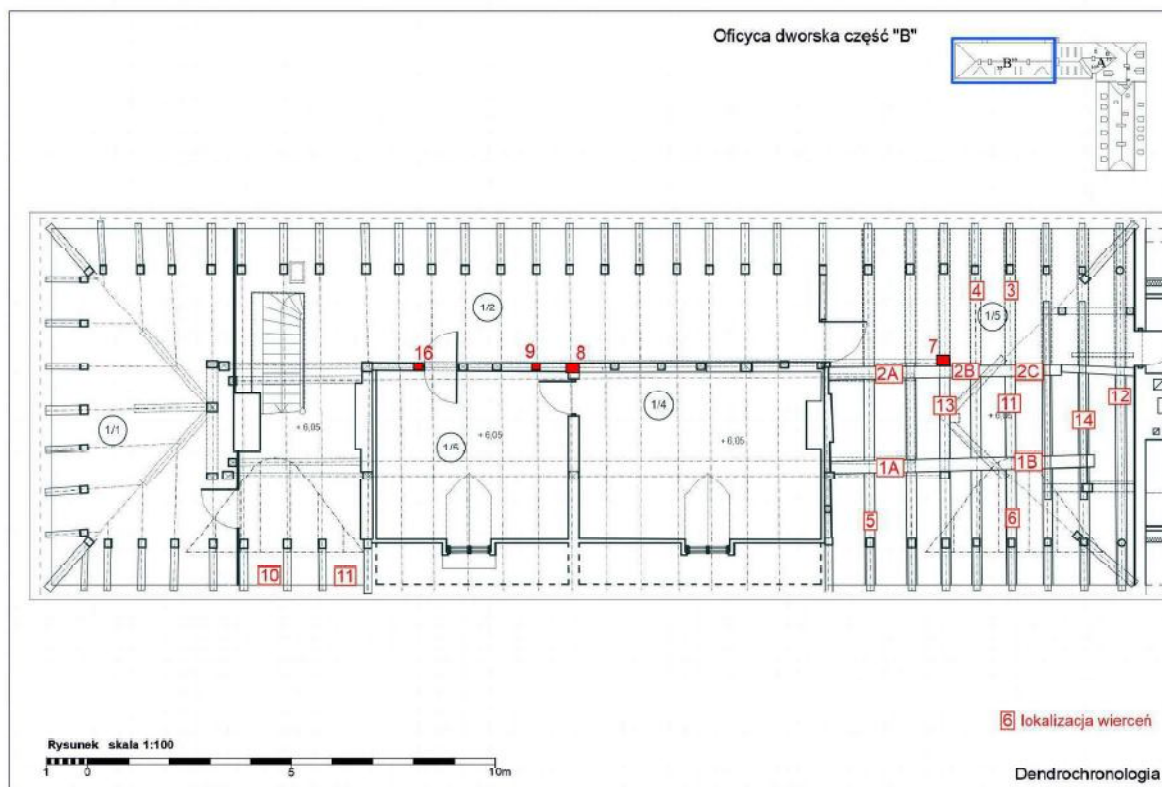 Oficyca dworska część "B"
„B"
„A"
4
3
1/2
1/5
16
9
8
7
2A
2B
2C
12
1/4
13
11
14
1/1
+ 6,05
1/6
+ 6,05
+6,05
1A
1B
5
6
10
11
6 lokalizacja wierceń
Rysunek skala 1:100
1
0
5
10m
Dendrochronologia